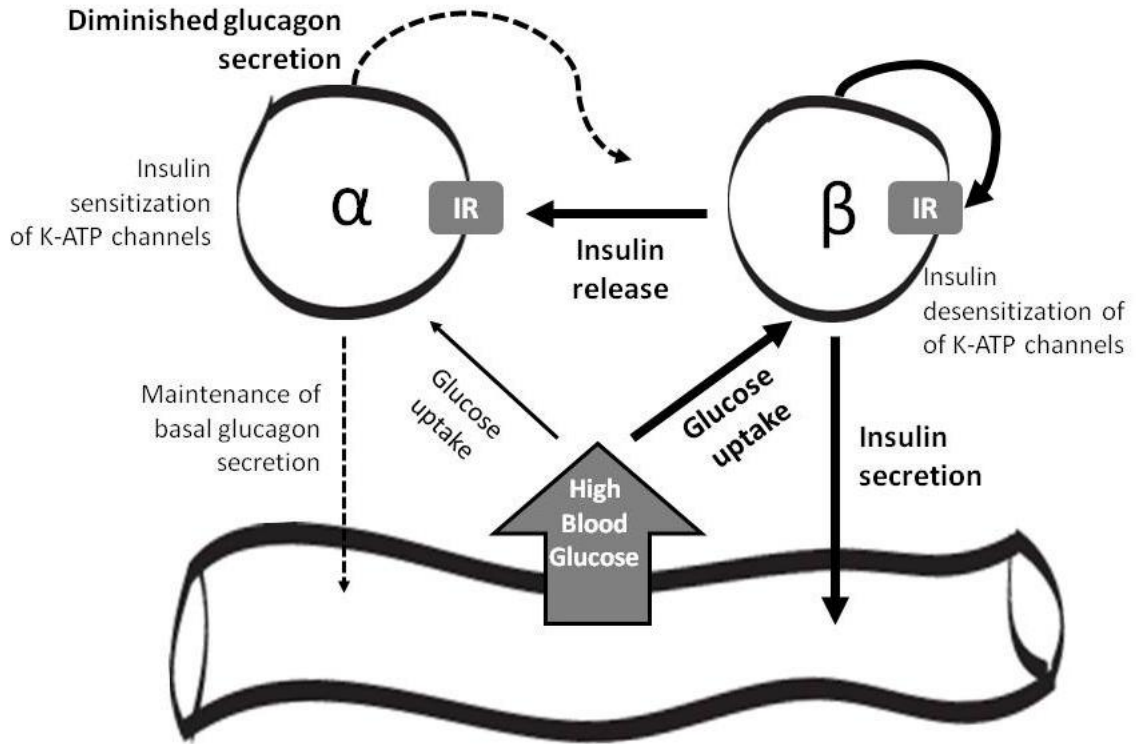 Diminished glucagon
secretion
Insulin
sensitization
of K-ATP channels
α
IR
Insulin
release
β
IR
Insulin
desensitization of
of K-ATP channels
Maintenance of
basal glucagon
secretion
Glucose
uptake
Glucose
uptake
Insulin
secretion
High
Blood
Glucose